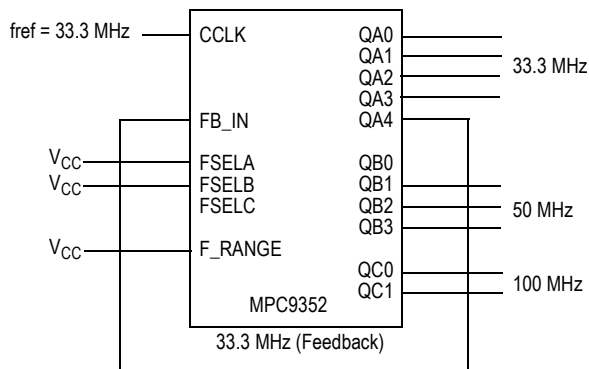 fref = 33.3 MHz
CCLK
QA0
QA1
QA2
QA3
QA4
33.3 MHz
FB_IN
VCC
FSELA
QB0
VCC
FSELB
QB1
FSELC
QB2
50 MHz
QB3
VCC
F_RANGE
QC0
QC1
100 MHz
MPC9352
33.3 MHz (Feedback)